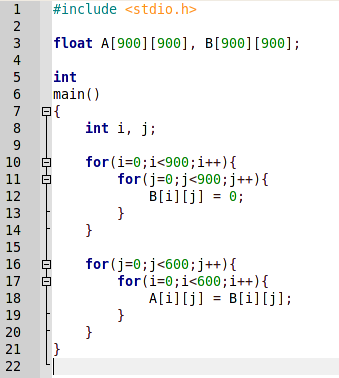 1 #include <stdio.h>
2
3 float A[900][900], B[900][900];
4
5 int
6 main()
7 {
8     int i, j;
9
10     for(i=0;i<900;i++){
11         for(j=0;j<900;j++){
12             B[i][j] = 0;
13         }
14     }
15
16     for(j=0;j<600;j++){
17         for(i=0;i<600;i++){
18             A[i][j] = B[i][j];
19         }
20     }
21 }
22